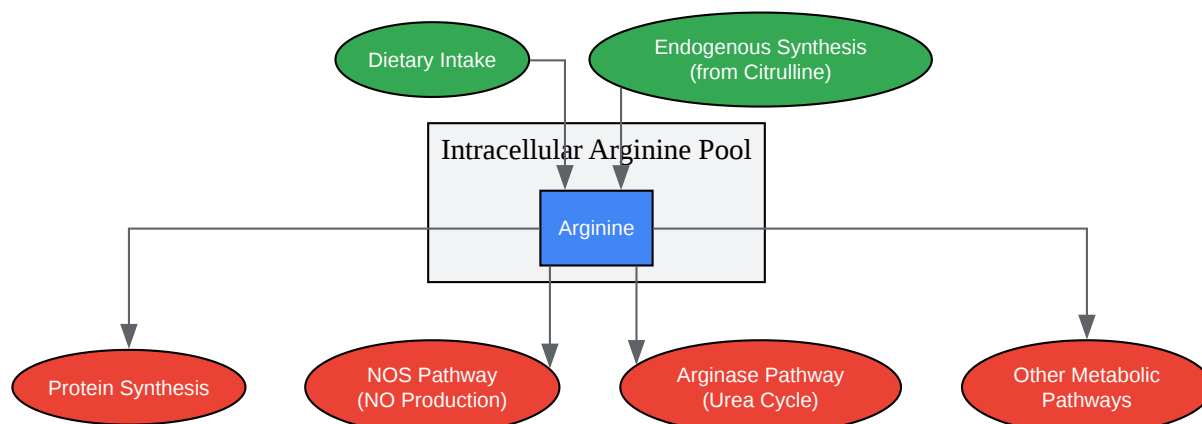 Dietary Intake
Endogenous Synthesis
(from Citrulline)
Intracellular Arginine Pool
Arginine
Protein Synthesis
NOS Pathway
(NO Production)
Arginase Pathway
(Urea Cycle)
Other Metabolic
Pathways